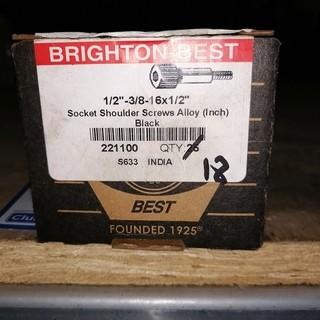 BRIGHTON-BEST
1/2"-3/8-16x1/2"
Socket Shoulder Screws Alloy (Inch)
Black
221100 QTY 25
18
S633 INDIA
BEST
FOUNDED 1925®